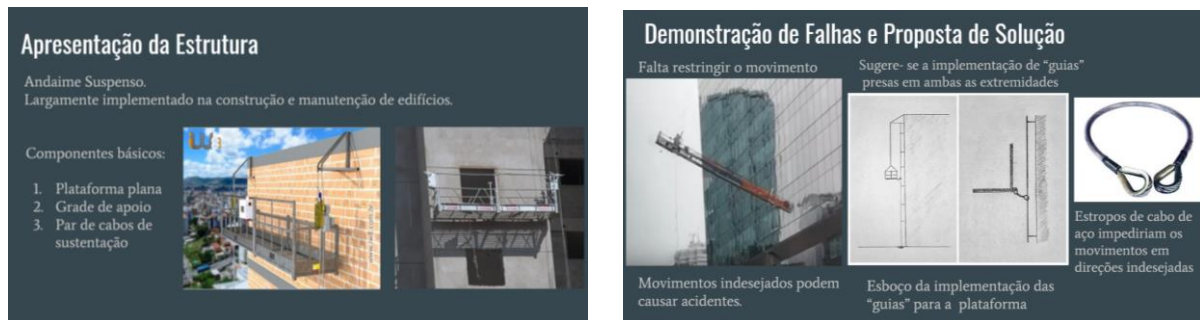 Apresentação da Estrutura
Andaime Suspenso.
Largamente implementado na construção e manutenção de edifícios.
Componentes básicos:
1. Plataforma plana
2. Grade de apoio
3. Par de cabos de
sustentação
Demonstração de Falhas e Proposta de Solução
Falta restringir o movimento
Sugere- se a implementação de “guias”
presas em ambas as extremidades
Movimentos indesejados podem
causar acidentes.
Esboço da implementação das
“guias” para a plataforma
Estropos de cabo de
aço impediriam os
movimentos em
direções indesejadas